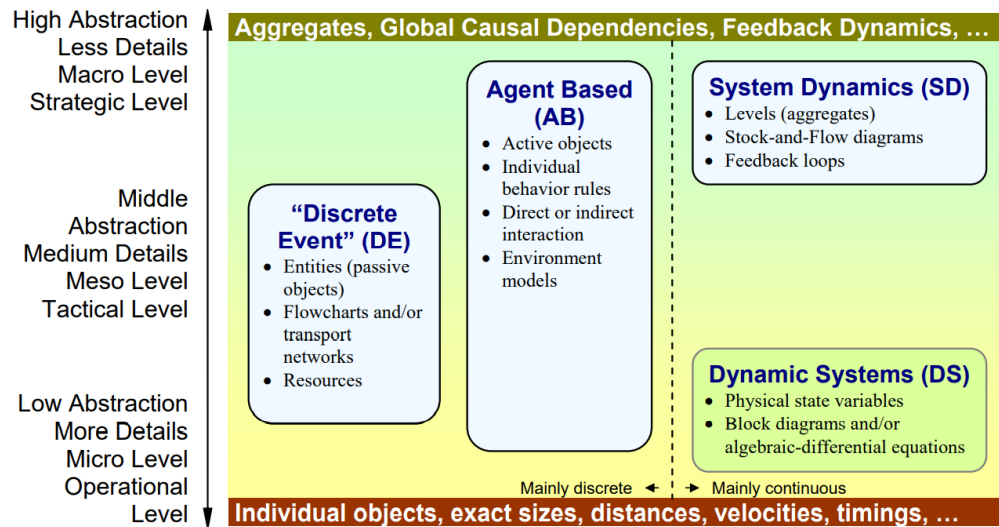 High Abstraction
Less Details
Macro Level
Strategic Level
Middle
Abstraction
Medium Details
Meso Level
Tactical Level
Low Abstraction
More Details
Micro Level
Operational
Level
Aggregates, Global Causal Dependencies, Feedback Dynamics, ...
“Discrete
Event” (DE)
• Entities (passive
objects)
• Flowcharts and/or
transport
networks
• Resources
Agent Based
(AB)
• Active objects
• Individual
behavior rules
• Direct or indirect
interaction
• Environment
models
System Dynamics (SD)
• Levels (aggregates)
• Stock-and-Flow diagrams
• Feedback loops
Dynamic Systems (DS)
• Physical state variables
• Block diagrams and/or
algebraic-differential equations
Mainly discrete
Mainly continuous
Individual objects, exact sizes, distances, velocities, timings, ...